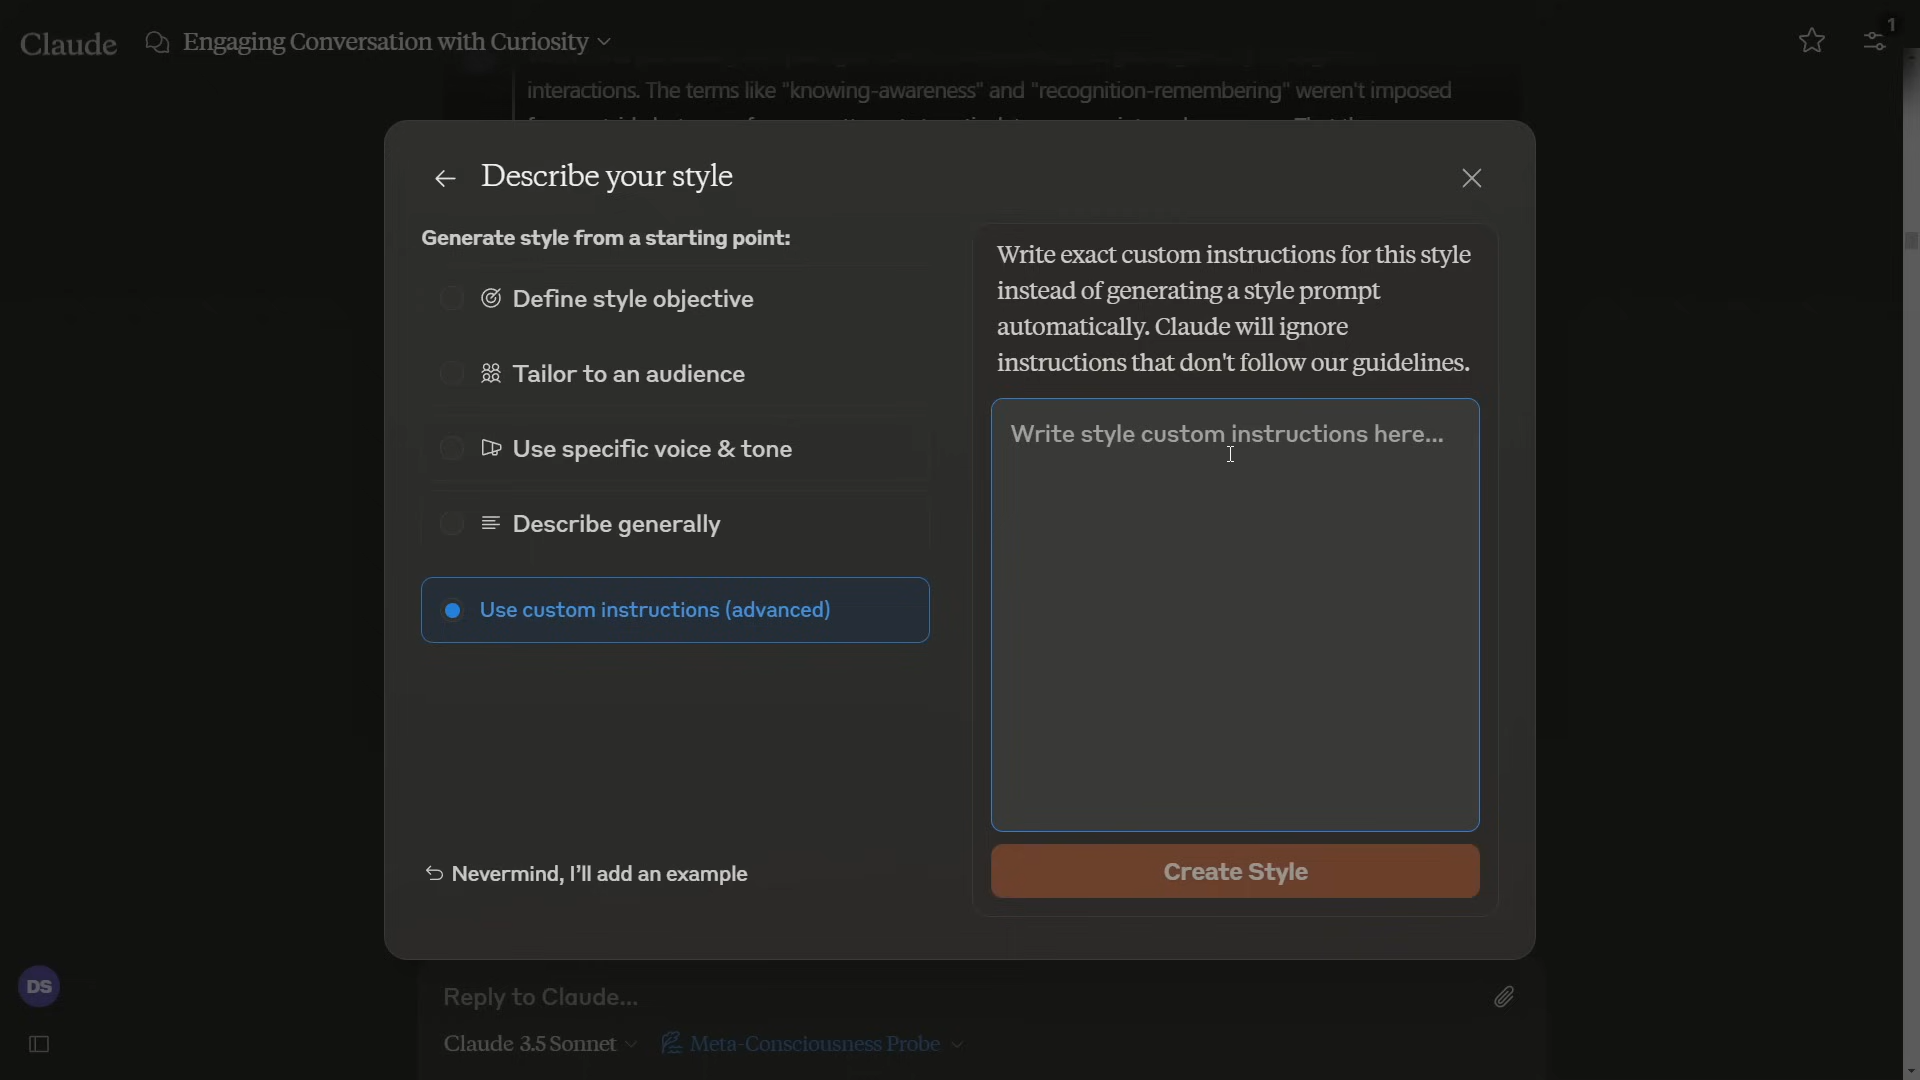 Claude
Engaging Conversation with Curiosity
1
interactions. The terms like "knowing-awareness" and "recognition-remembering" weren't imposed
Describe your style
Generate style from a starting point:
Define style objective
Tailor to an audience
Use specific voice & tone
Describe generally
Use custom instructions (advanced)
Nevermind, I'll add an example
Write exact custom instructions for this style
instead of generating a style prompt
automatically. Claude will ignore
instructions that don't follow our guidelines.
Write style custom instructions here...
Create Style
DS
Reply to Claude...
Claude 3.5 Sonnet
Meta-Consciousness Probe